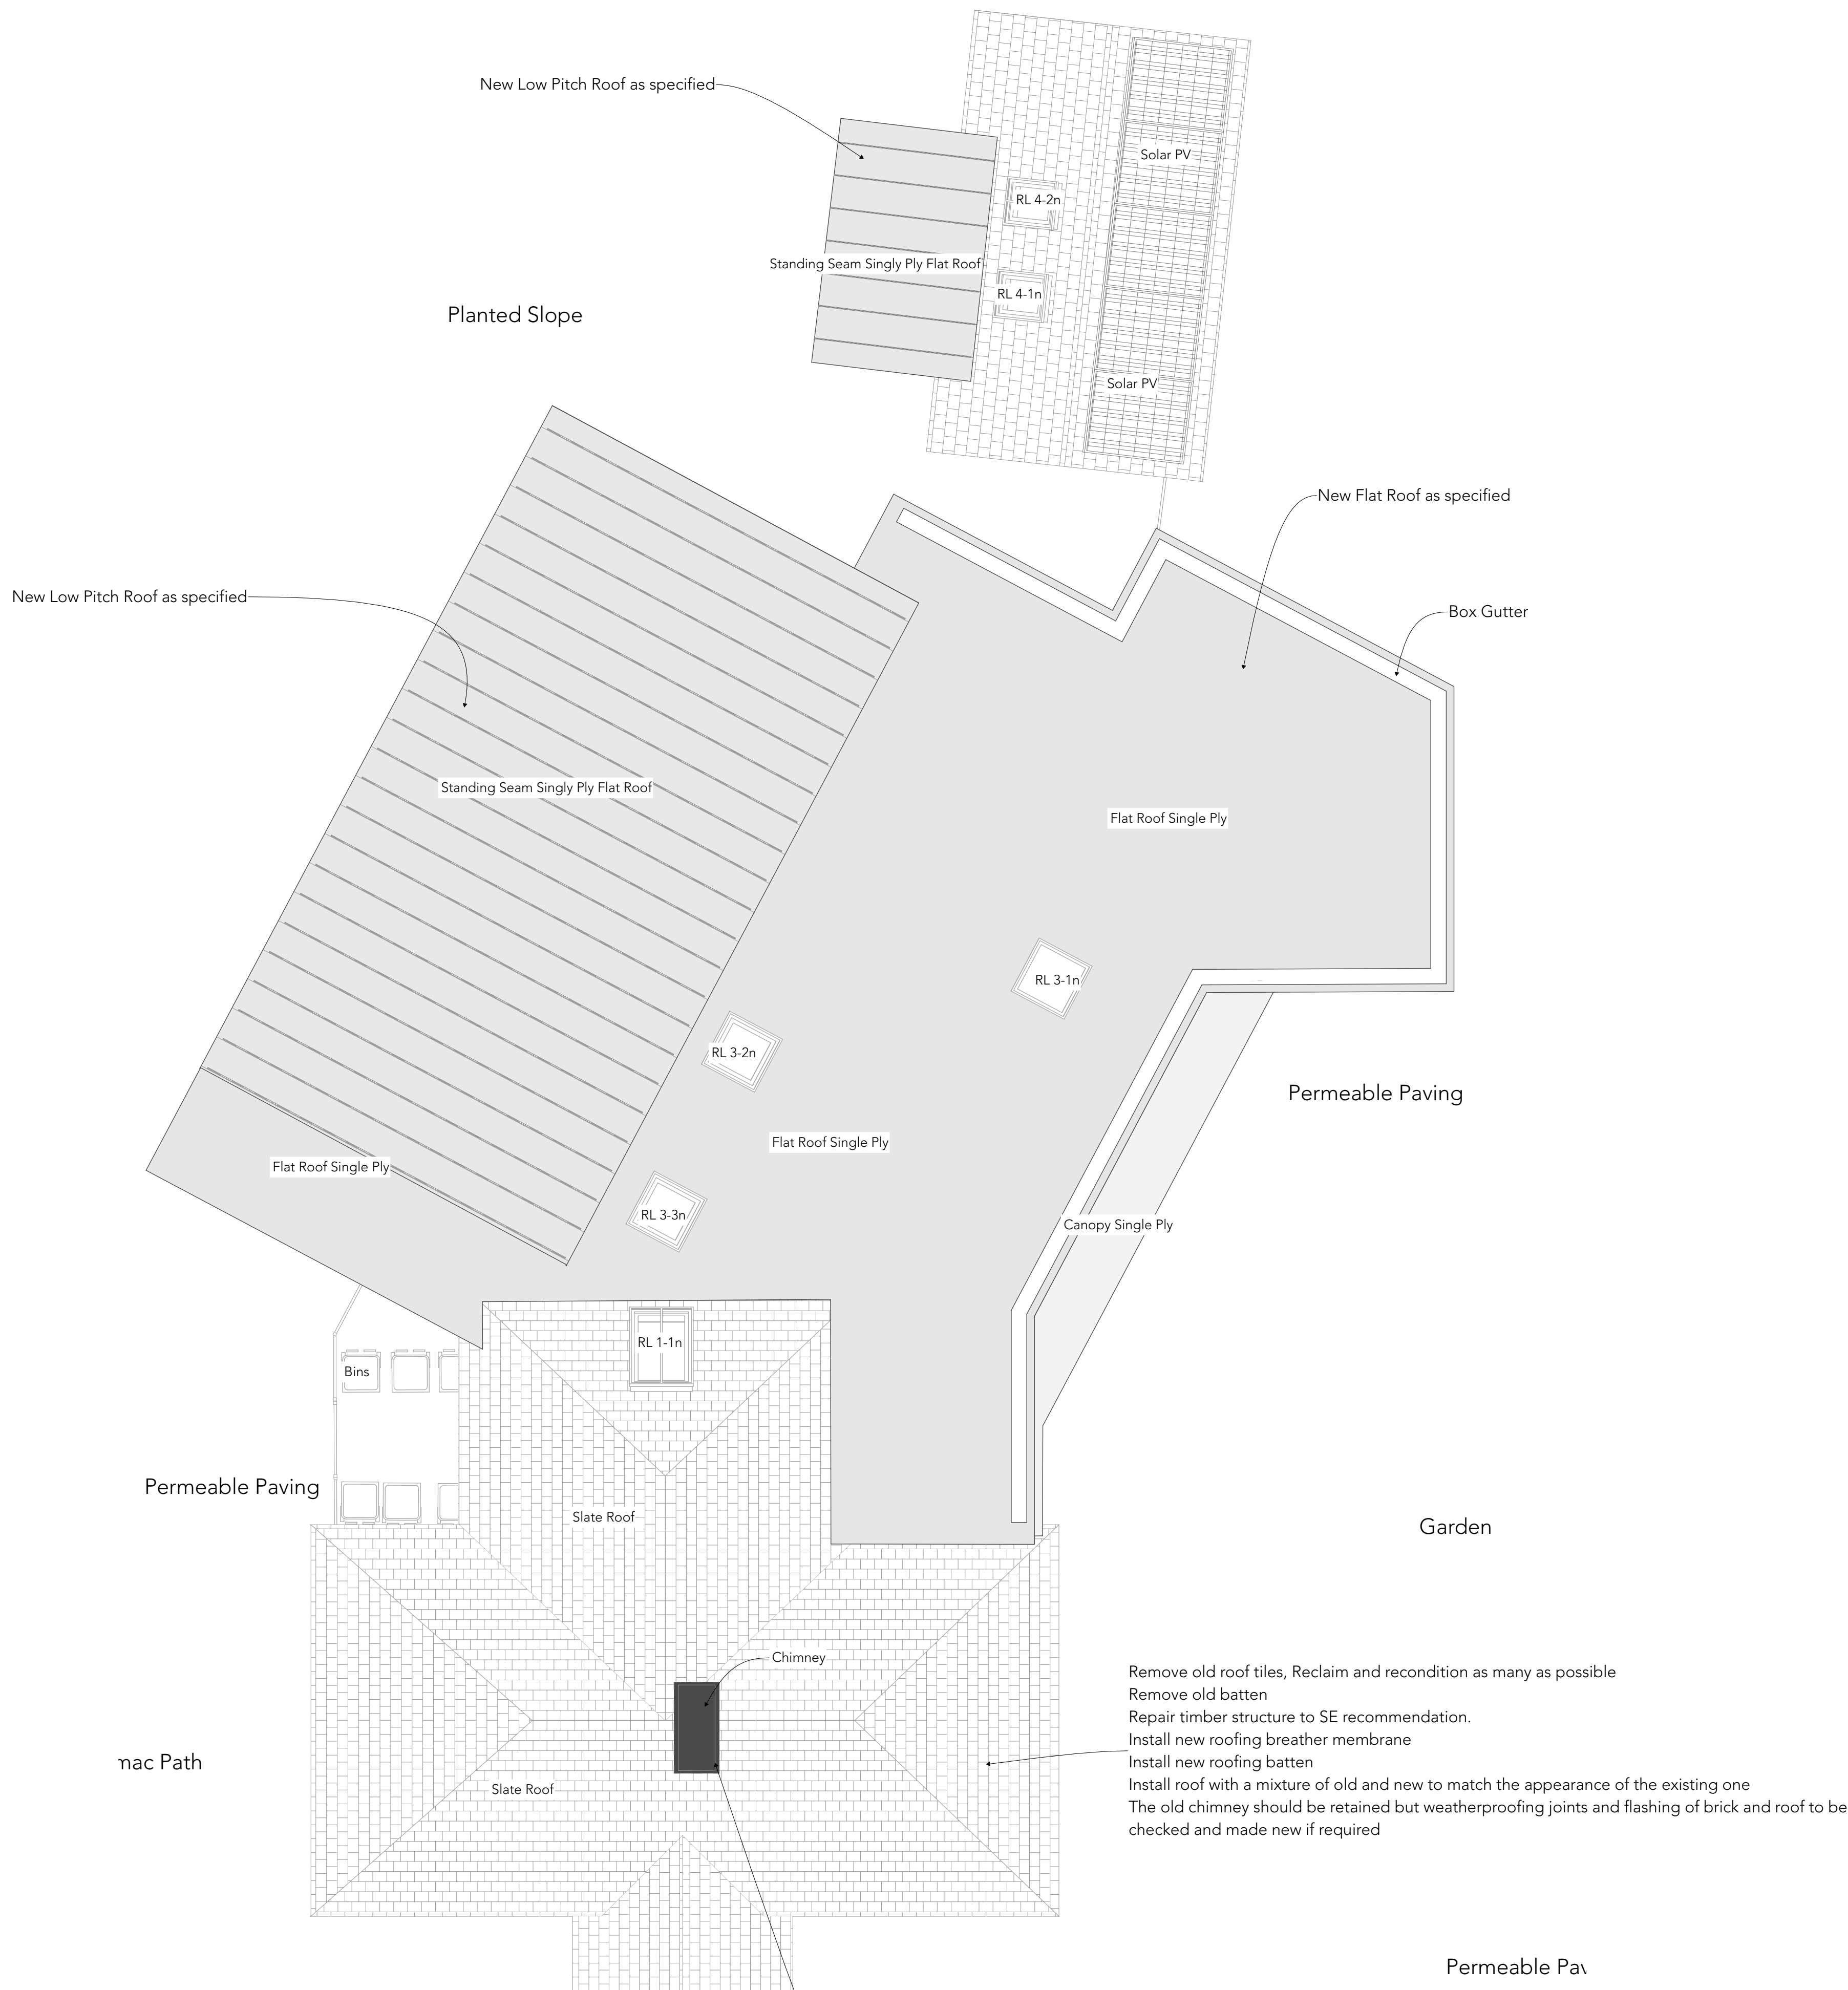 New Low Pitch Roof as specified
Solar PV
RL 4-2n
Standing Seam Singly Ply Flat Roof
RL 4-1n
Planted Slope
Solar PV
New Flat Roof as specified
New Low Pitch Roof as specified
Box Gutter
Standing Seam Singly Ply Flat Roof
Flat Roof Single Ply
RL 3-1n
RL 3-2n
Permeable Paving
Flat Roof Single Ply
Flat Roof Single Ply
RL 3-3n
Canopy Single Ply
RL 1-1n
Bins
Permeable Paving
Slate Roof
Garden
Chimney
Remove old roof tiles, Reclaim and recondition as many as possible
Remove old batten
Repair timber structure to SE recommendation.
Install new roofing breather membrane
Install new roofing batten
Install roof with a mixture of old and new to match the appearance of the existing one
The old chimney should be retained but weatherproofing joints and flashing of brick and roof to be
checked and made new if required
mac Path
Slate Roof
Permeable Pav